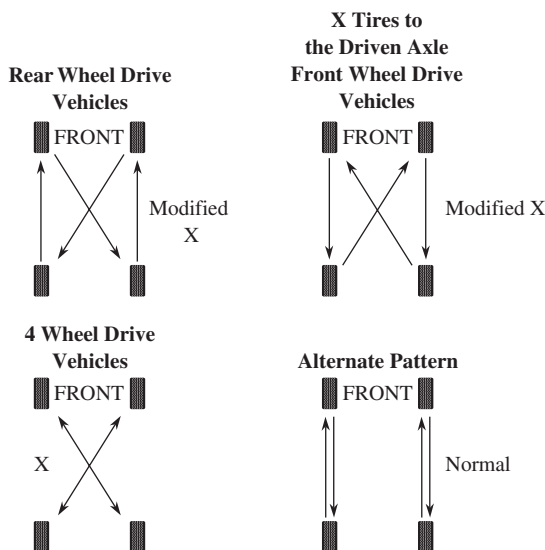 Rear Wheel Drive
Vehicles
FRONT
Modified
X
X Tires to
the Driven Axle
Front Wheel Drive
Vehicles
FRONT
Modified X
4 Wheel Drive
Vehicles
FRONT
X
Alternate Pattern
FRONT
Normal